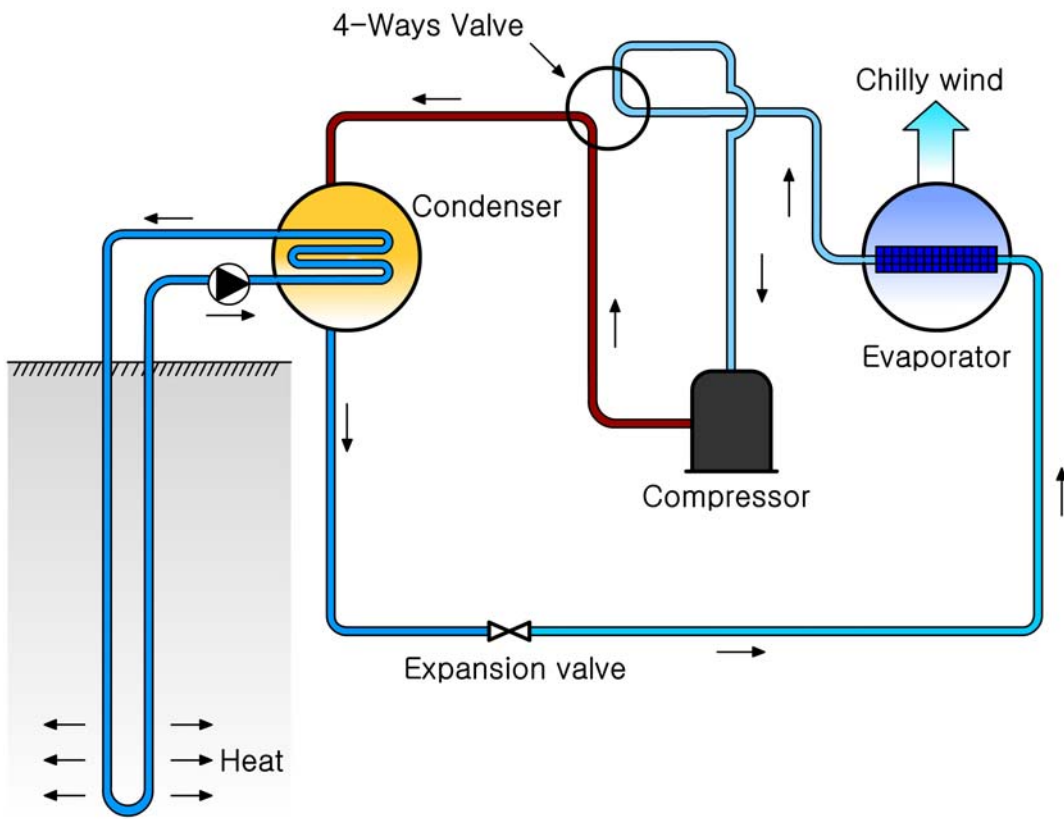 4-Ways Valve
Chilly wind
Condenser
Evaporator
Compressor
Expansion valve
Heat